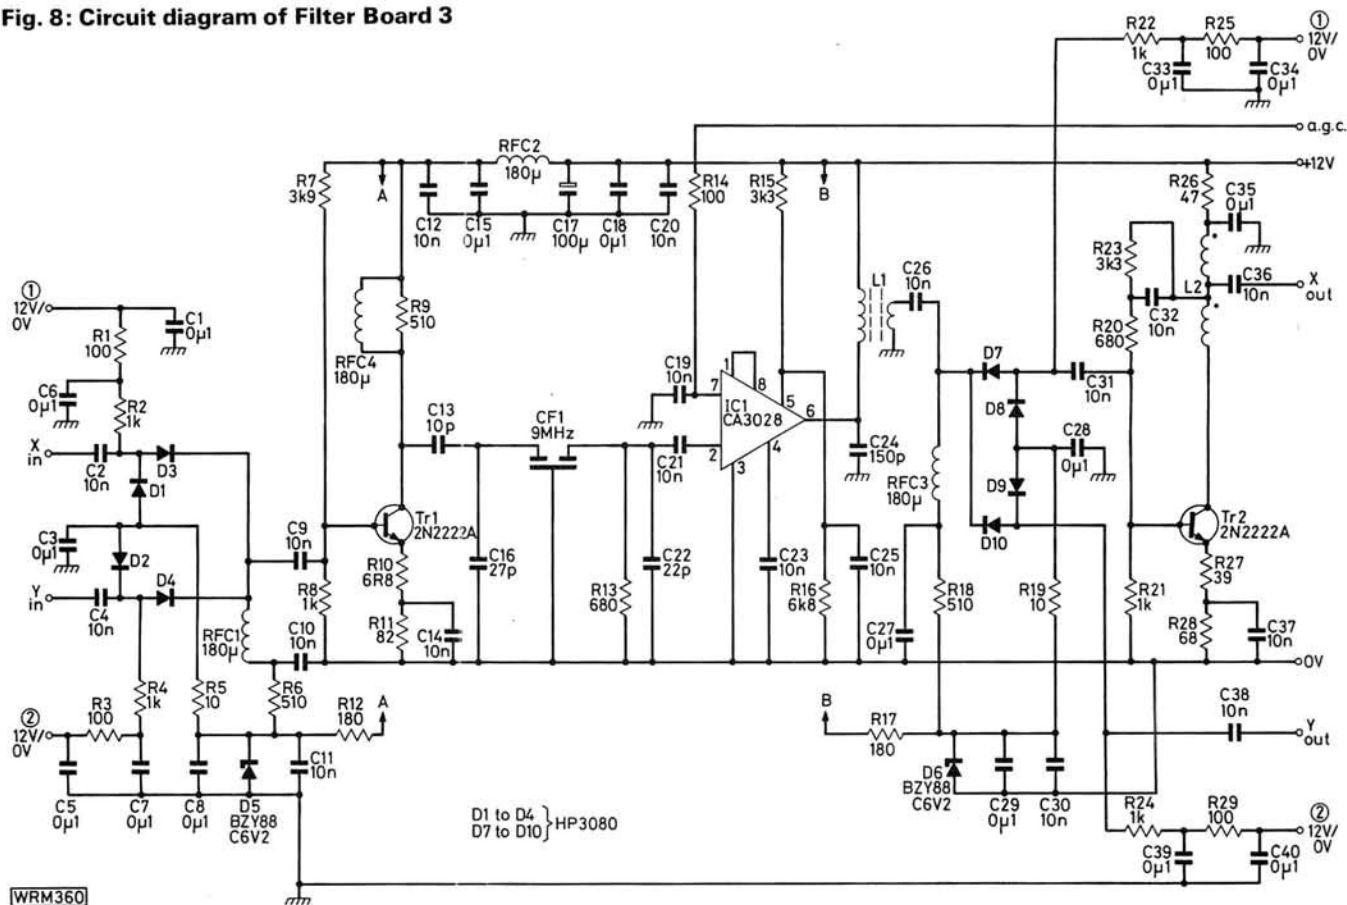 Fig. 8: Circuit diagram of Filter Board 3
R22
1k
R25
100
①
12V/
0V
C33
0µ1
C34
0µ1
a.g.c.
+12V
RFC2
180µ
R7
3k9
A
C12
10n
C15
0µ1
C17
100µ
C18
0µ1
C20
10n
R14
100
R15
3k3
B
R26
47
C35
0µ1
R23
3k3
C32
10n
L2
C36
10n
X
out
①
12V/
0V
R1
100
C1
0µ1
C6
0µ1
R2
1k
R9
510
RFC4
180µ
C19
10n
1
8
7
IC1
CA3028
5
6
2
3
4
L1
C26
10n
R20
680
D7
C31
10n
D8
X
in
C2
10n
D3
D1
C13
10p
CF1
9MHz
C21
10n
C24
150p
RFC3
180µ
C28
0µ1
D9
D10
C3
0µ1
D2
C9
10n
Tr1
2N2222A
Tr2
2N2222A
Y
in
C4
10n
D4
R10
6R8
C16
27p
R13
680
C22
22p
C23
10n
R16
6k8
C25
10n
R18
510
R19
10
R21
1k
R27
39
RFC1
180µ
C10
10n
R8
1k
R11
82
C14
10n
C27
0µ1
R28
68
C37
10n
0V
R4
1k
R5
10
R6
510
②
12V/
0V
R3
100
R12
180
A
B
R17
180
C38
10n
Y
out
C5
0µ1
C7
0µ1
C8
0µ1
D5
BZY88
C6V2
C11
10n
D6
BZY88
C6V2
C29
0µ1
C30
10n
D1 to D4
D7 to D10
HP3080
R24
1k
R29
100
②
12V/
0V
C39
0µ1
C40
0µ1
WRM360